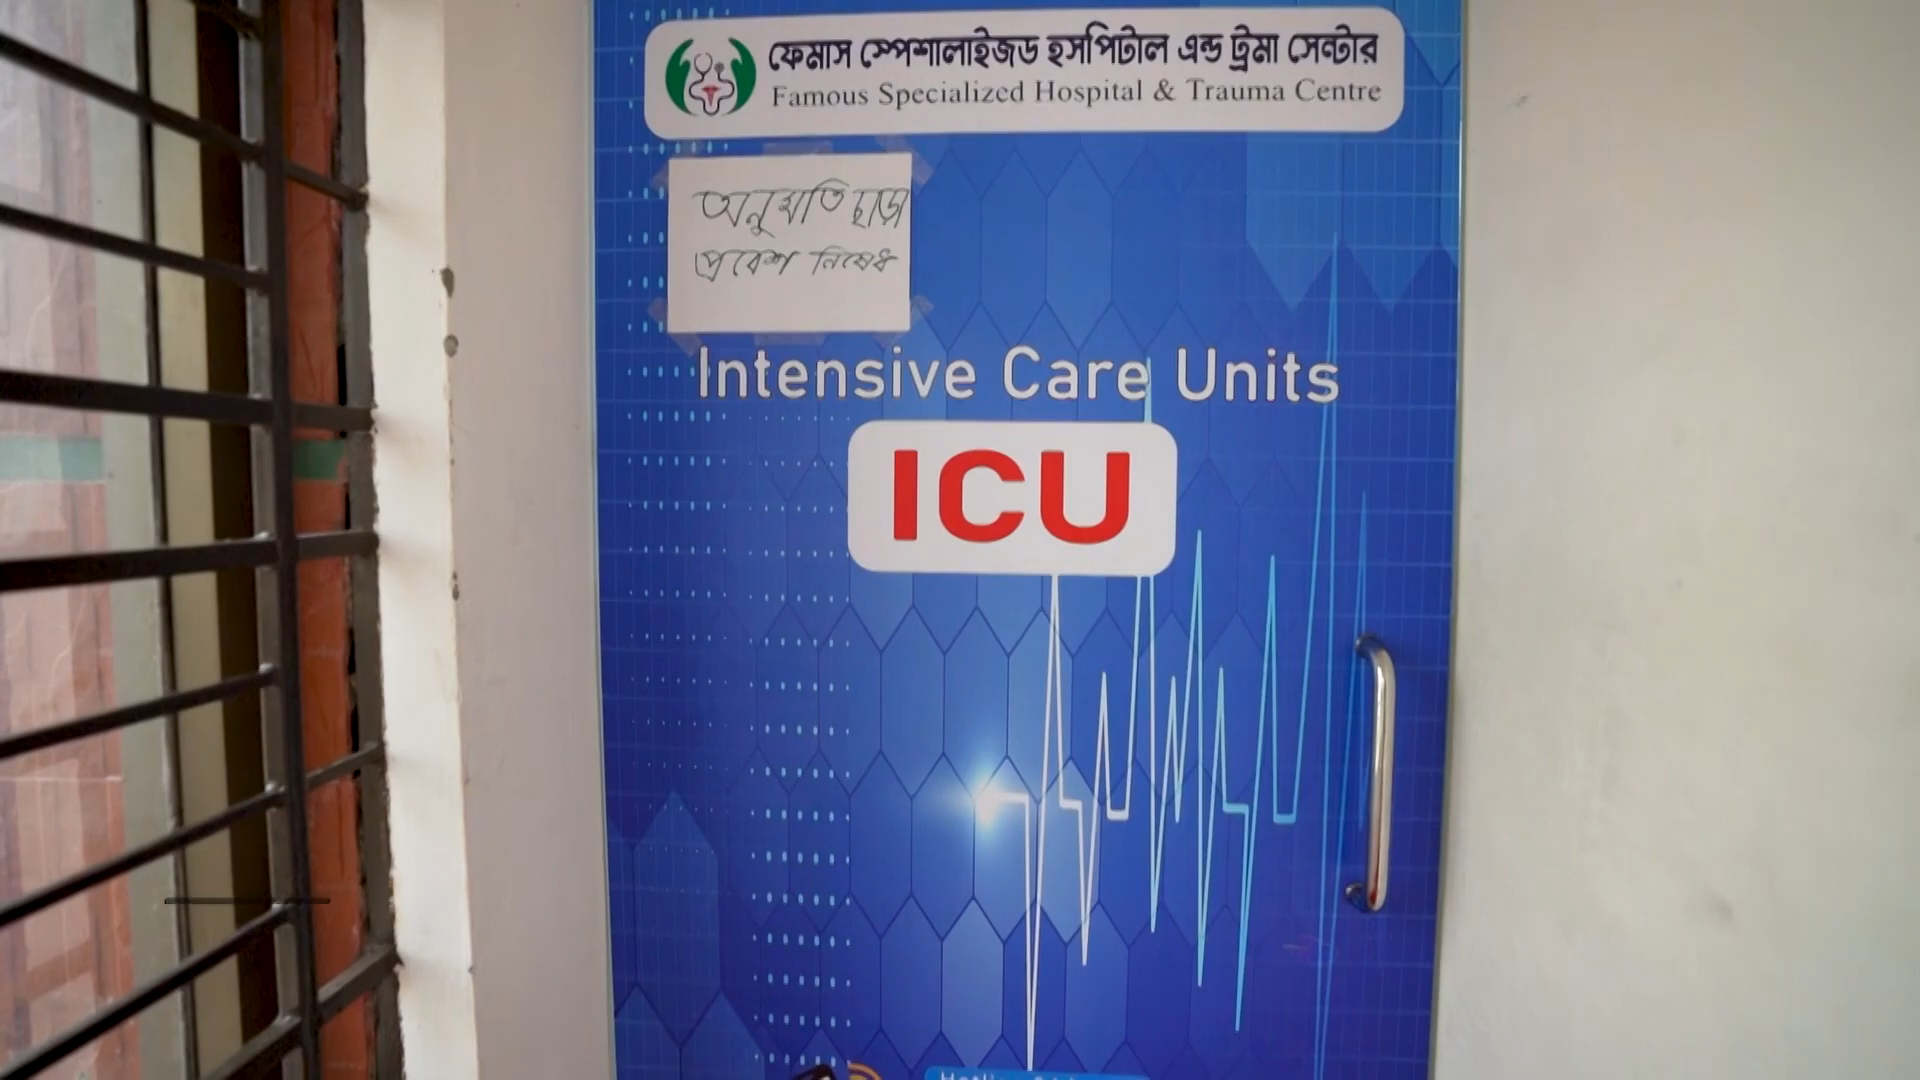 ফেমাস স্পেশালাইজড হসপিটাল এন্ড ট্রমা সেন্টার
Famous Specialized Hospital & Trauma Centre
অনুমতি ছাড়া
প্রবেশ নিষেধ
Intensive Care Units
ICU